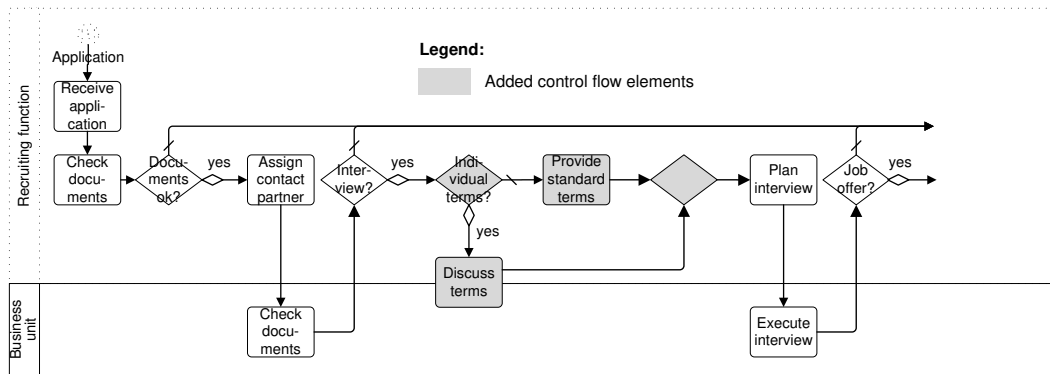 Legend:
Added control flow elements
Recruiting function
Application
Receive
appli-
cation
Check
docu-
ments
Docu-
ments
ok?
yes
Assign
contact
partner
Inter-
view?
yes
Indi-
vidual
terms?
yes
Provide
standard
terms
Discuss
terms
Plan
interview
Job
offer?
yes
Business
unit
Check
docu-
ments
Execute
interview